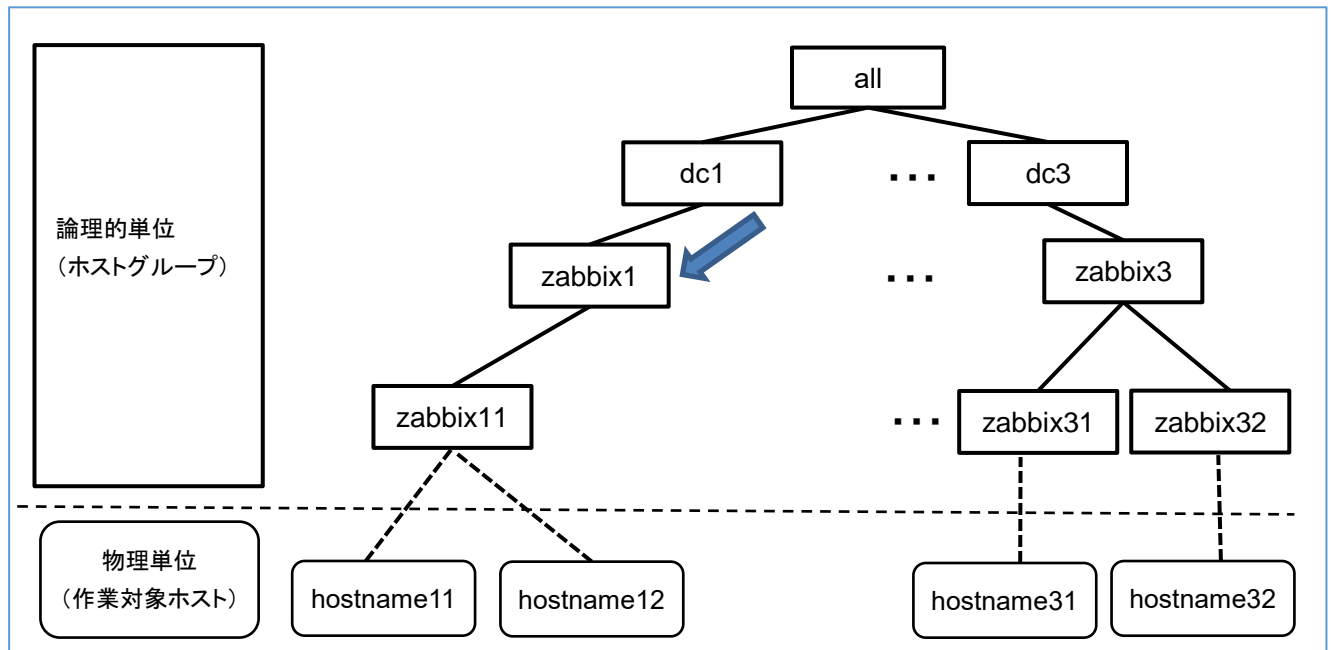 all
dc1
･･･
dc3
論理的単位
（ホストグループ）
zabbix1
･･･
zabbix3
zabbix11
･･･
zabbix31
zabbix32
物理単位
（作業対象ホスト）
hostname11
hostname12
hostname31
hostname32